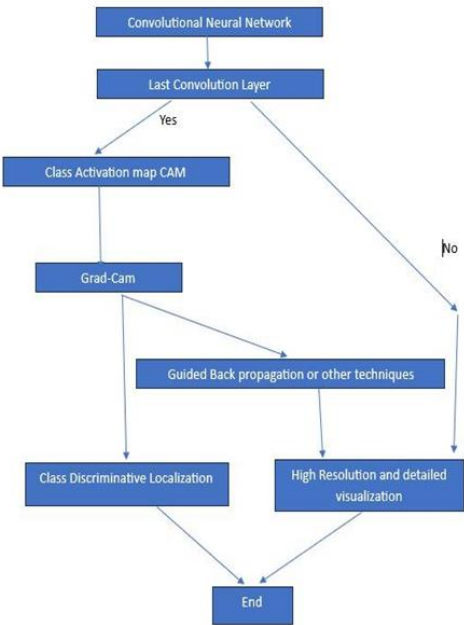 Convolutional Neural Network
Last Convolution Layer
Yes
Class Activation map CAM
No
Grad-Cam
Guided Back propagation or other techniques
Class Discriminative Localization
High Resolution and detailed
visualization
End